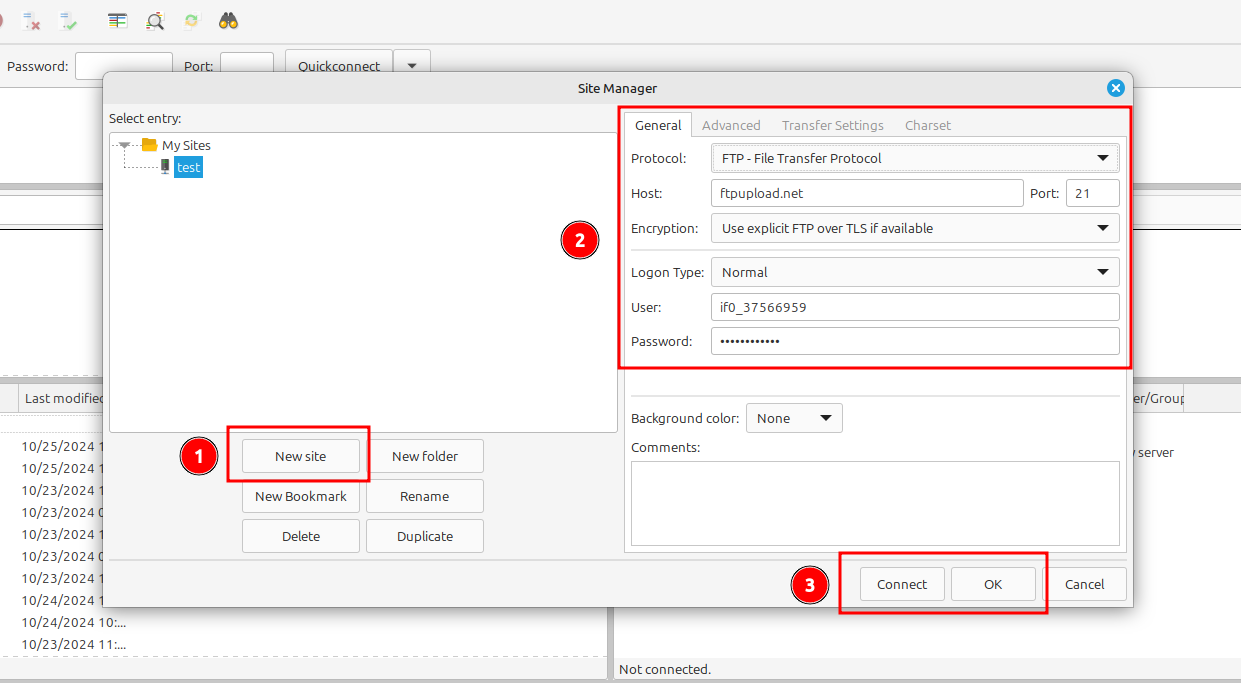 Password: Port: Quickconnect
Site Manager
Select entry:
My Sites
test
General Advanced Transfer Settings Charset
Protocol: FTP - File Transfer Protocol
Host: ftpupload.net Port: 21
Encryption: Use explicit FTP over TLS if available
Logon Type: Normal
User: if0_37566959
Password: ••••••••••••
2
Background color: None
Comments:
1
New site New folder
New Bookmark Rename
Delete Duplicate
3
Connect OK Cancel
Last modified
10/25/2024 1
10/25/2024 1
10/23/2024 1
10/23/2024 0
10/23/2024 1
10/23/2024 0
10/23/2024 1
10/24/2024 1
10/24/2024 10:...
10/23/2024 11:...
er/Group
server
Not connected.